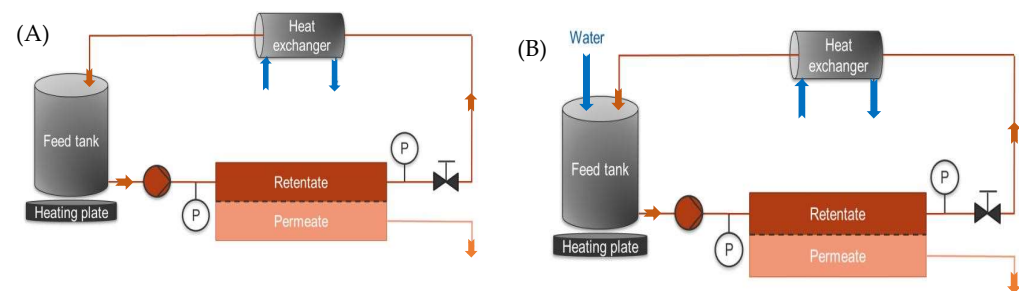 (A)
Heat
exchanger
Feed tank
P
Retentate
P
Heating plate
Permeate
(B)
Water
Heat
exchanger
Feed tank
P
Retentate
P
Heating plate
Permeate